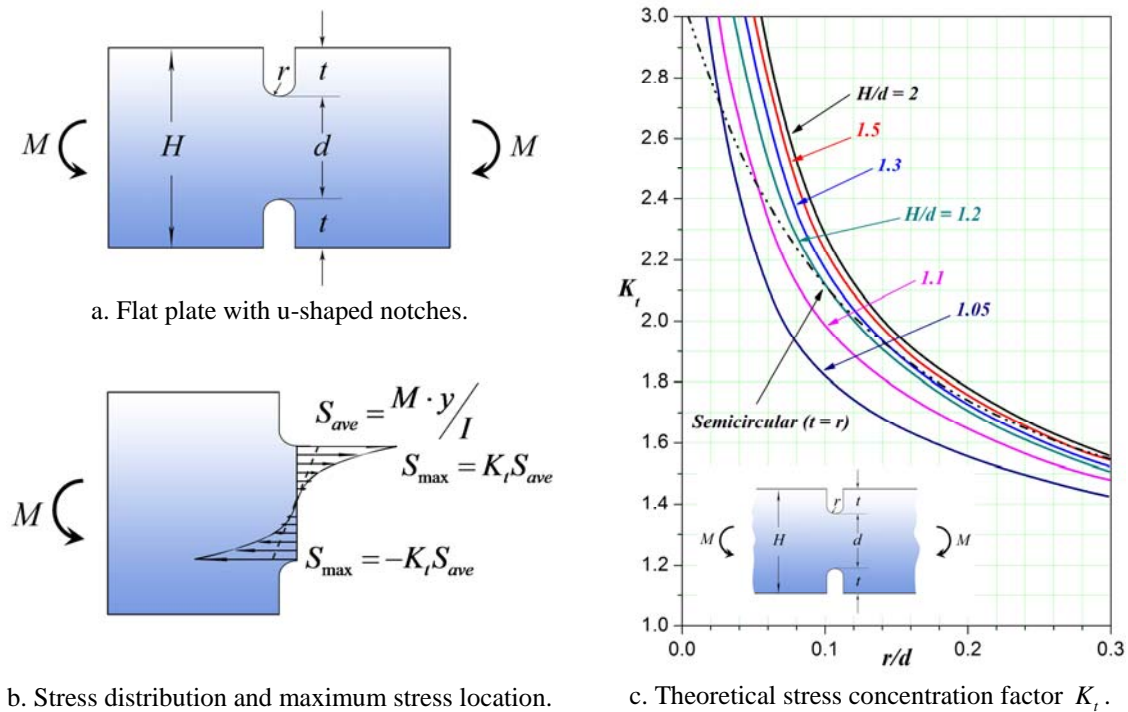 M
H
r
t
d
t
M
a. Flat plate with u-shaped notches.
S_ave = M · y / I
S_max = K_t S_ave
M
S_max = −K_t S_ave
b. Stress distribution and maximum stress location.
3.0
2.8
2.6
2.4
2.2
2.0
1.8
1.6
1.4
1.2
1.0
K_t
H/d = 2
1.5
1.3
H/d = 1.2
1.1
1.05
Semicircular (t = r)
M
H
r
t
d
t
M
0.0
0.1
0.2
0.3
r/d
c. Theoretical stress concentration factor K_t .